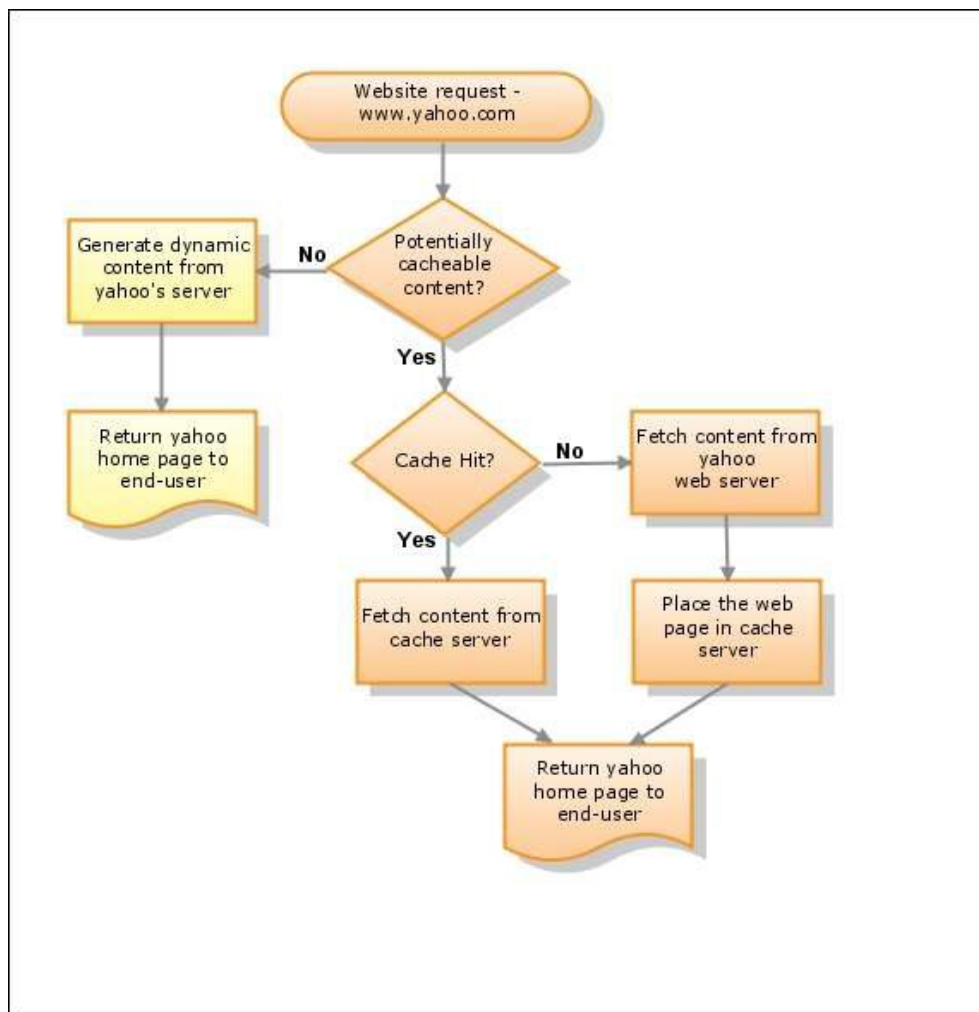 Website request -
www.yahoo.com
Potentially
cacheable
content?
No
Generate dynamic
content from
yahoo's server
Return yahoo
home page to
end-user
Yes
Cache Hit?
No
Fetch content from
yahoo
web server
Yes
Fetch content from
cache server
Place the web
page in cache
server
Return yahoo
home page to
end-user